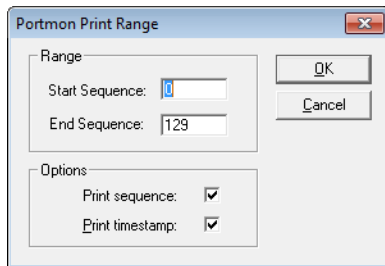 Portmon Print Range
Range
Start Sequence: 0
End Sequence: 129
OK
Cancel
Options
Print sequence:
Print timestamp: